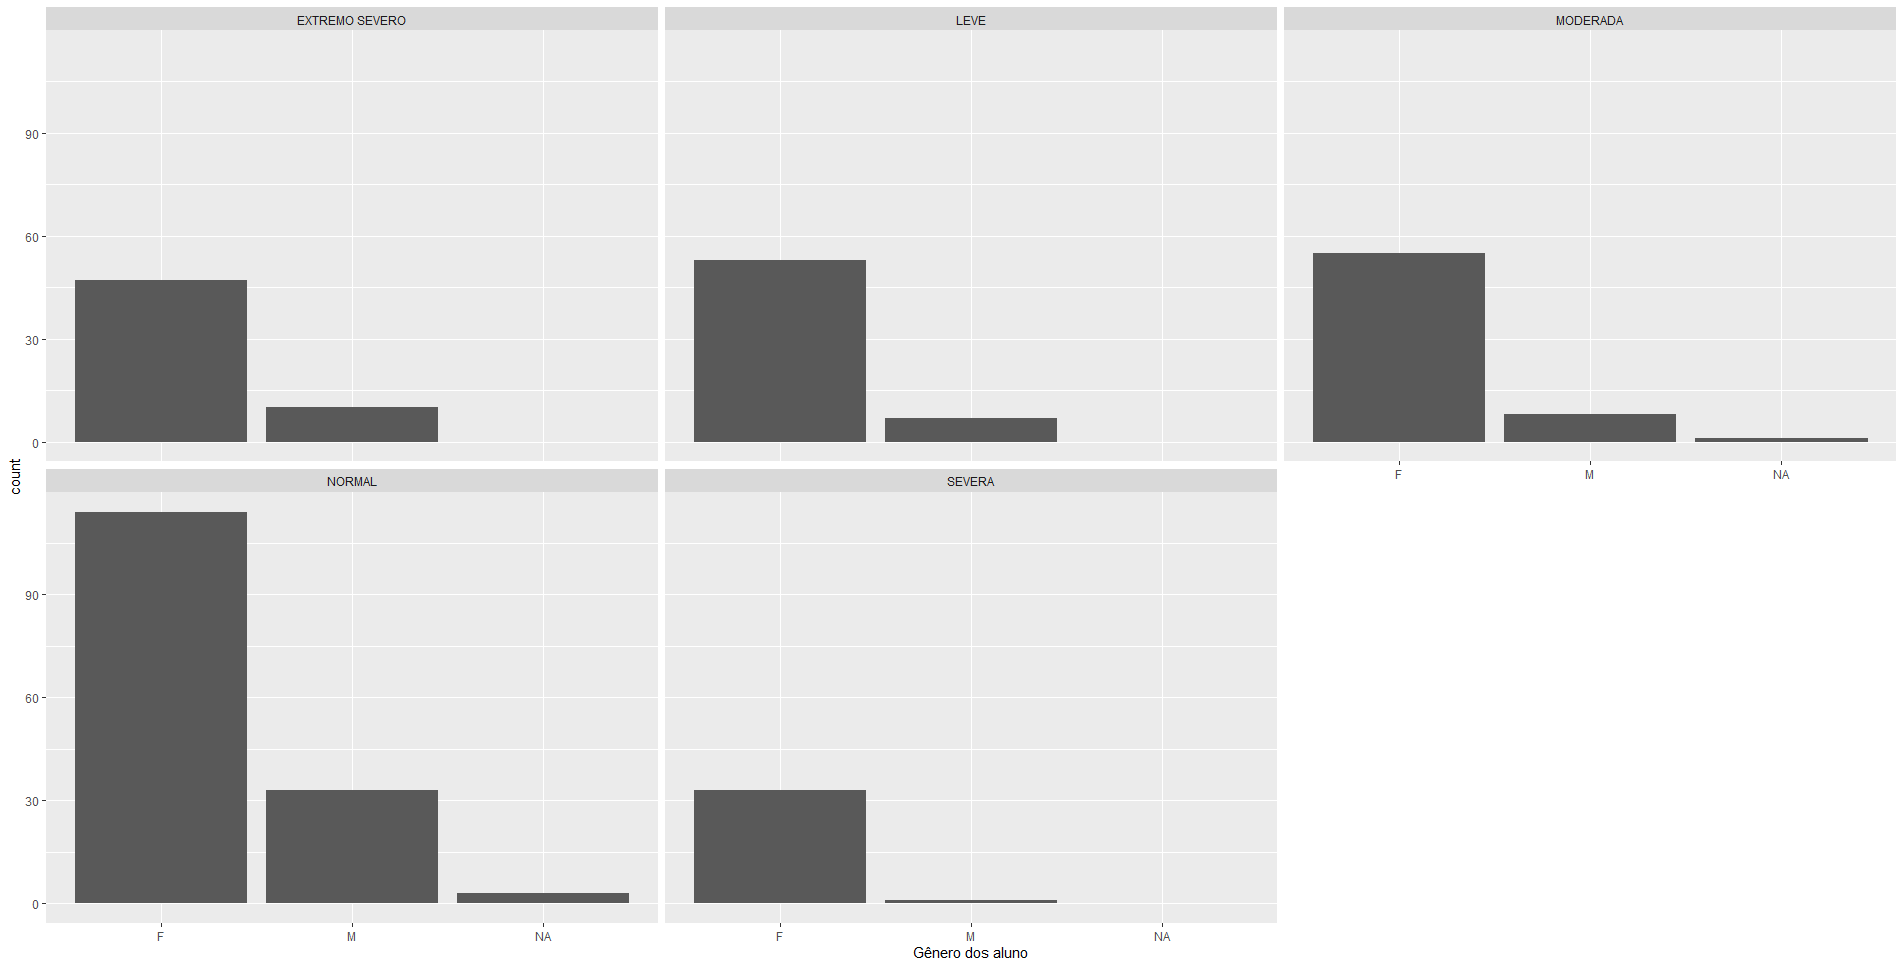 EXTREMO SEVERO
LEVE
MODERADA
90
60
30
0
F
M
NA
count
NORMAL
SEVERA
90
60
30
0
F
M
NA
F
M
NA
Gênero dos aluno